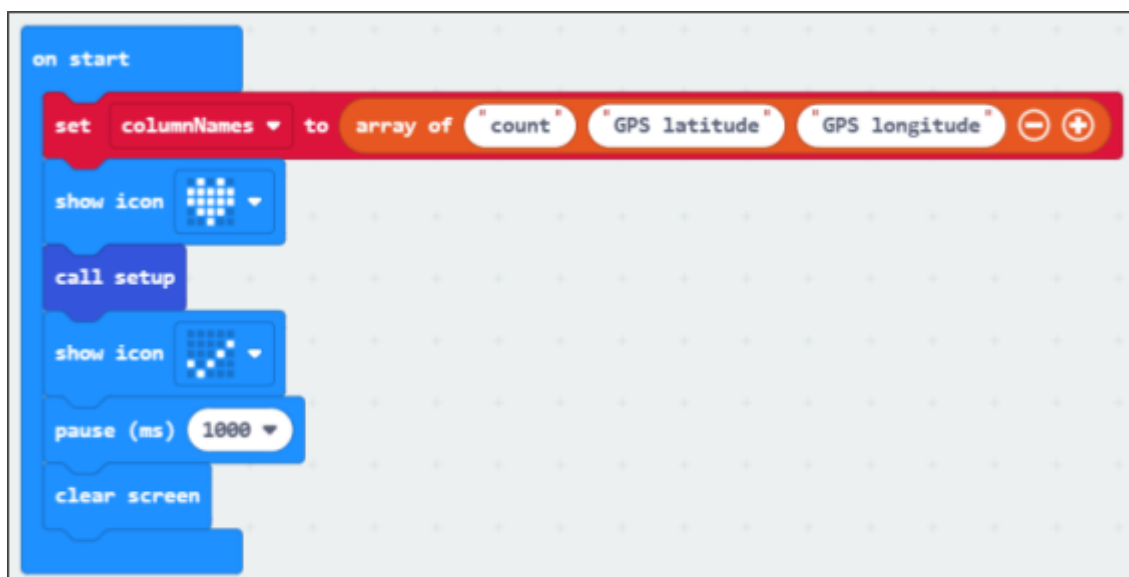 on start
set columnNames to array of "count" "GPS latitude" "GPS longitude"
show icon
call setup
show icon
pause (ms) 1000
clear screen